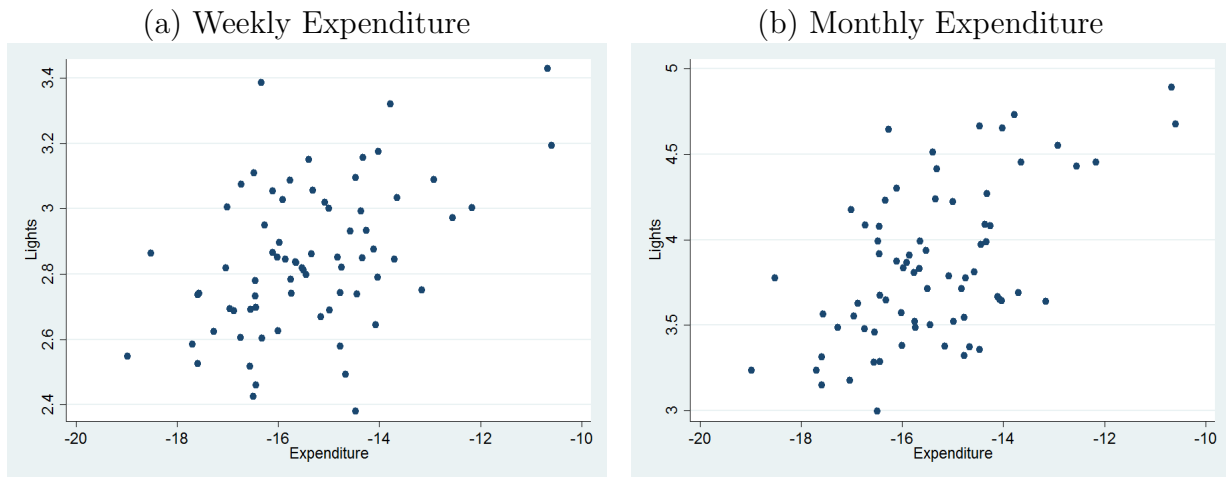 (a) Weekly Expenditure
3.4
3.2
3
2.8
2.6
2.4
Lights
-20 -18 -16 -14 -12 -10
Expenditure
(b) Monthly Expenditure
5
4.5
4
3.5
3
Lights
-20 -18 -16 -14 -12 -10
Expenditure